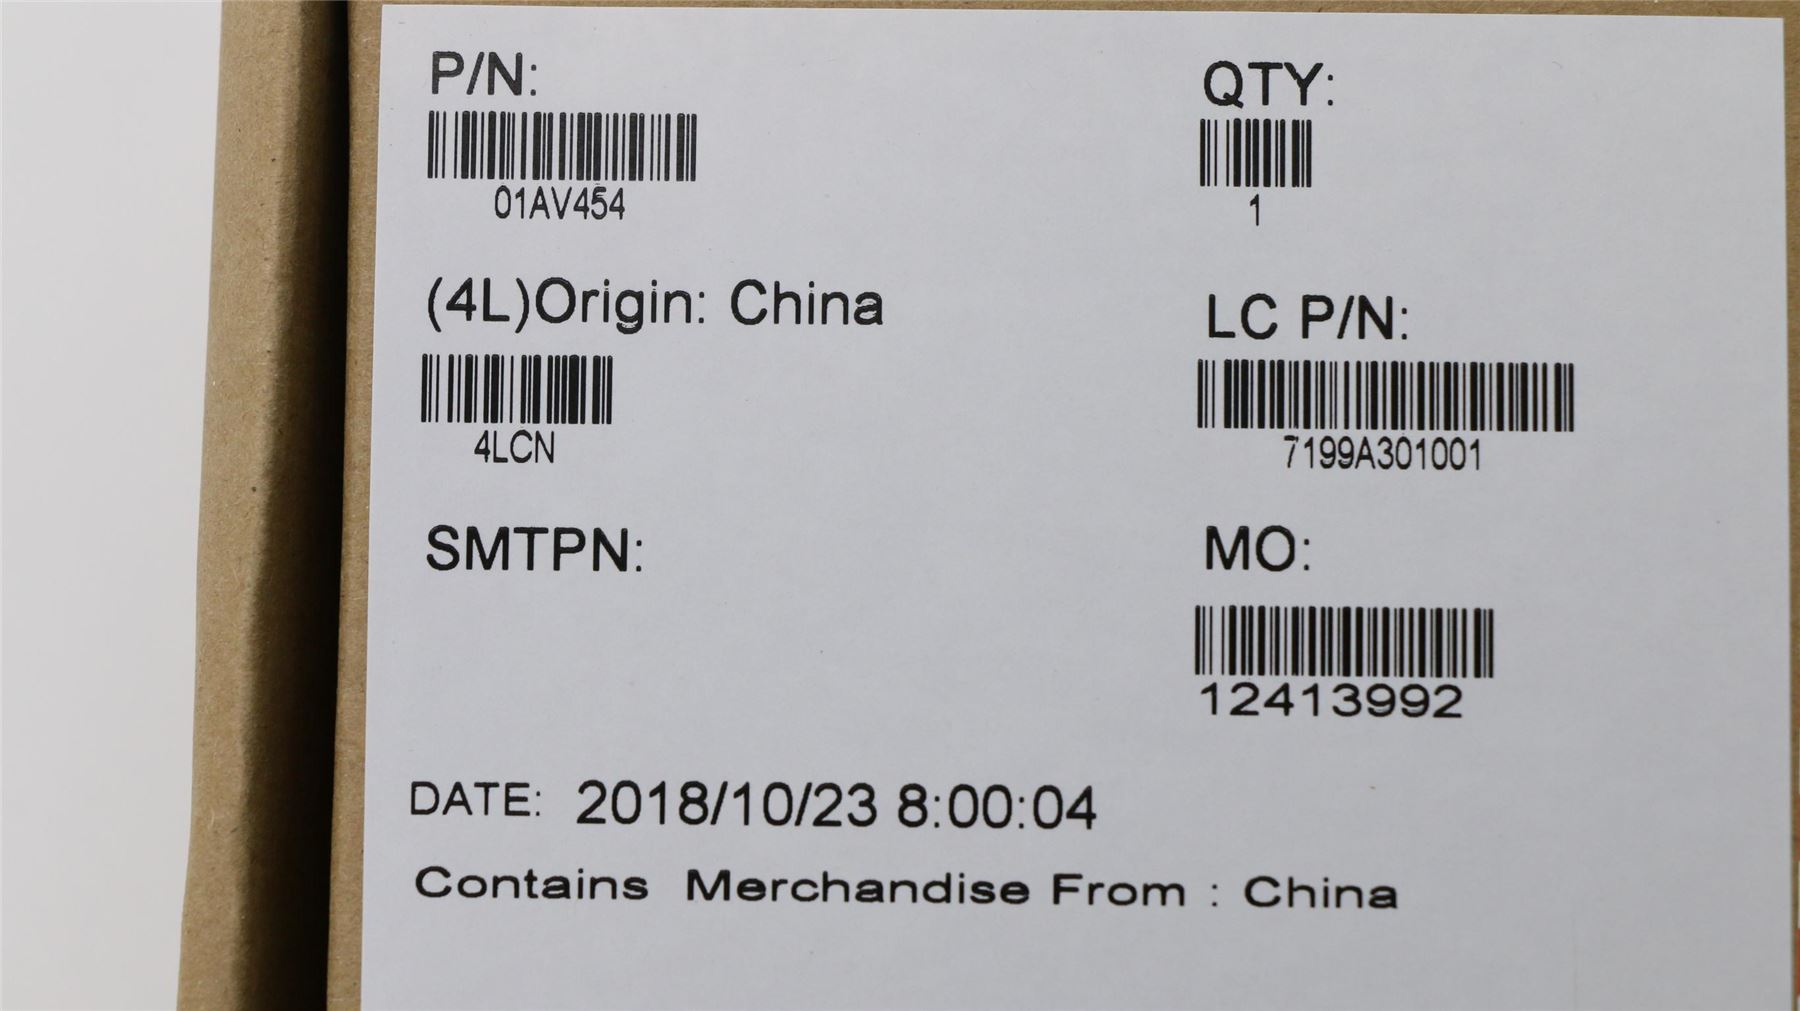 P/N:
01AV454
QTY:
1
(4L)Origin: China
4LCN
LC P/N:
7199A301001
SMTPN:
MO:
12413992
DATE: 2018/10/23 8:00:04
Contains Merchandise From : China